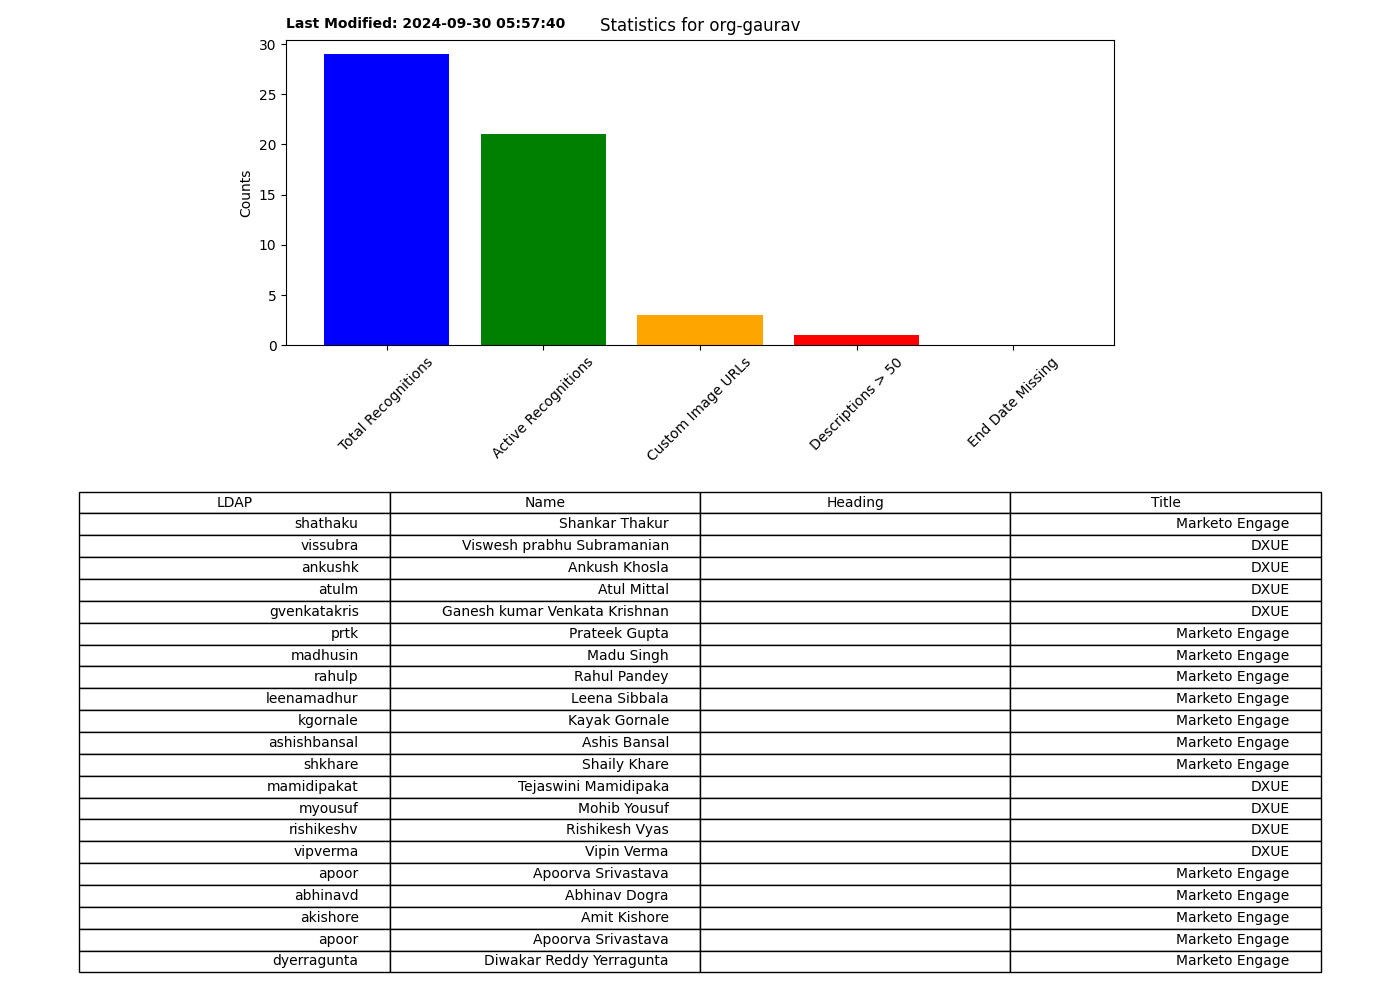 Last Modified: 2024-09-30 05:57:40
Statistics for org-gaurav
30
25
20
15
10
5
0
Counts
Total Recognitions
Active Recognitions
Custom Image URLs
Descriptions > 50
End Date Missing
LDAP Name Heading Title
shathaku Shankar Thakur Marketo Engage
vissubra Viswesh prabhu Subramanian DXUE
ankushk Ankush Khosla DXUE
atulm Atul Mittal DXUE
gvenkatakris Ganesh kumar Venkata Krishnan DXUE
prtk Prateek Gupta Marketo Engage
madhusin Madu Singh Marketo Engage
rahulp Rahul Pandey Marketo Engage
leenamadhur Leena Sibbala Marketo Engage
kgornale Kayak Gornale Marketo Engage
ashishbansal Ashis Bansal Marketo Engage
shkhare Shaily Khare Marketo Engage
mamidipakat Tejaswini Mamidipaka DXUE
myousuf Mohib Yousuf DXUE
rishikeshv Rishikesh Vyas DXUE
vipverma Vipin Verma DXUE
apoor Apoorva Srivastava Marketo Engage
abhinavd Abhinav Dogra Marketo Engage
akishore Amit Kishore Marketo Engage
apoor Apoorva Srivastava Marketo Engage
dyerragunta Diwakar Reddy Yerragunta Marketo Engage